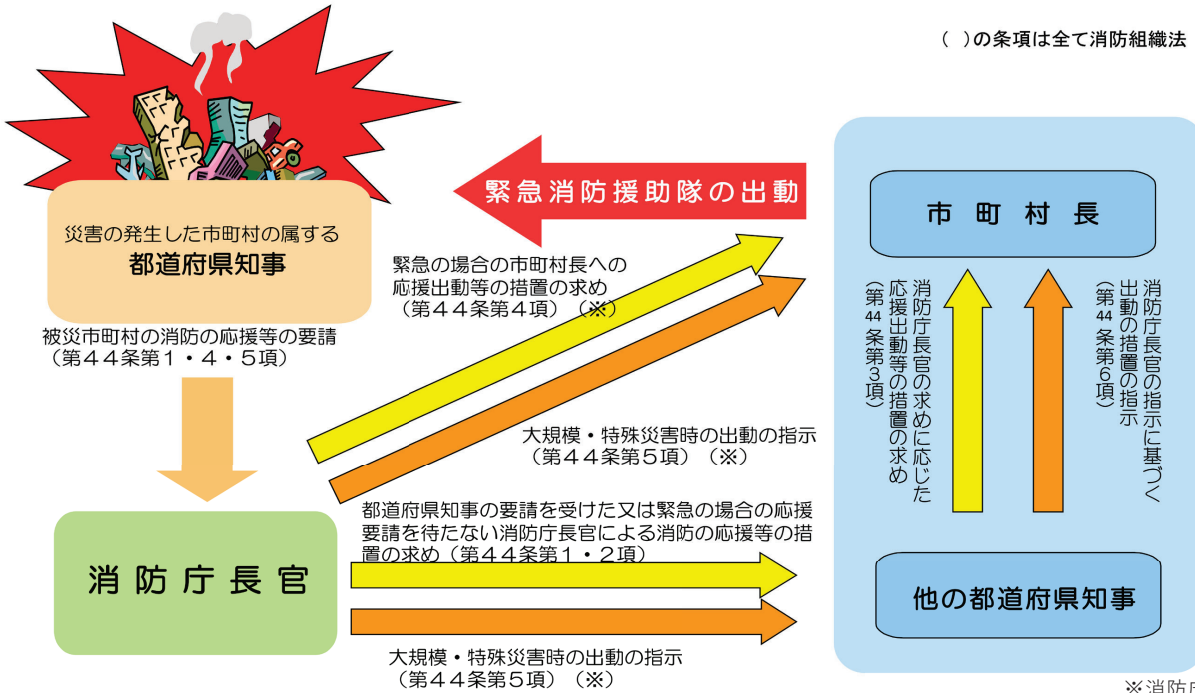 （ ）の条項は全て消防組織法
緊急消防援助隊の出動
災害の発生した市町村の属する
都道府県知事
被災市町村の消防の応援等の要請
（第４４条第１・４・５項）
緊急の場合の市町村長への
応援出動等の措置の求め
（第４４条第４項）（※）
大規模・特殊災害時の出動の指示
（第４４条第５項）（※）
都道府県知事の要請を受けた又は緊急の場合の応援
要請を待たない消防庁長官による消防の応援等の措
置の求め（第４４条第１・２項）
消防庁長官
大規模・特殊災害時の出動の指示
（第４４条第５項）（※）
市町村長
消防庁長官の求めに応じた
応援出動等の措置の求め
（第44条第３項）
消防庁長官の指示に基づく
出動の措置の指示
（第44条第６項）
他の都道府県知事
※消防